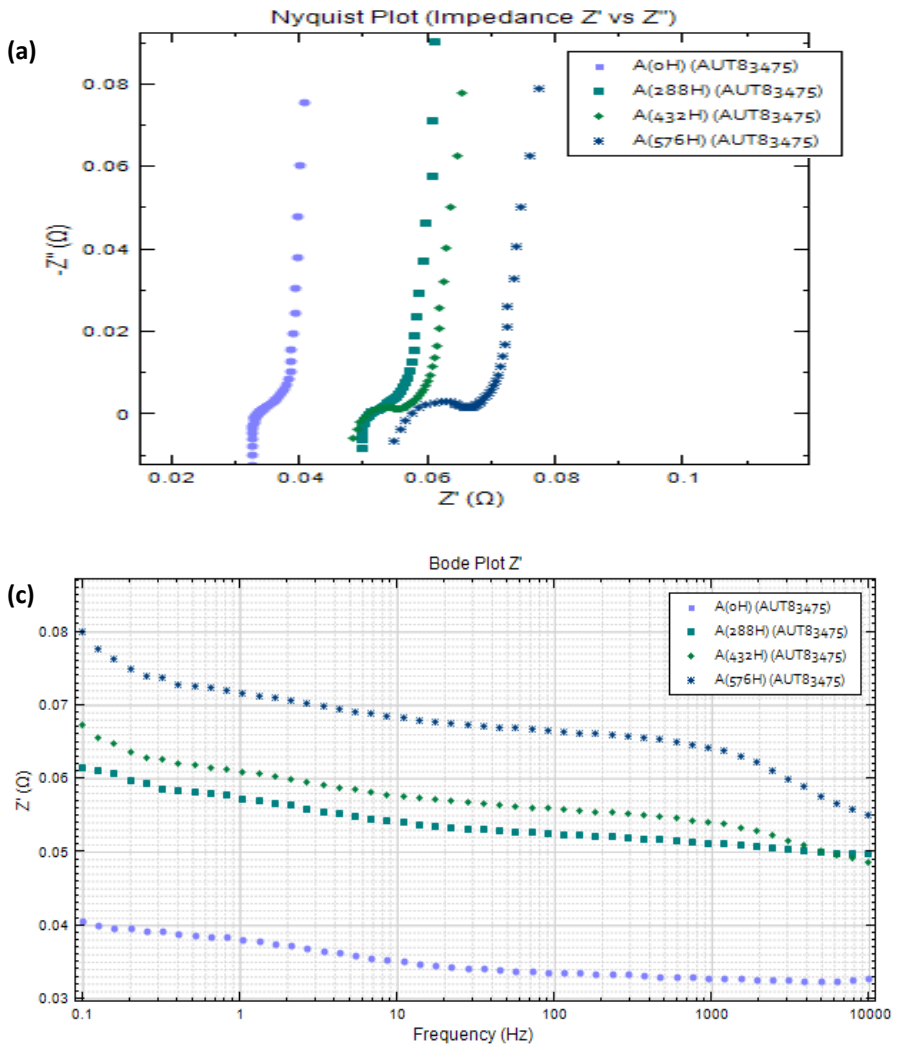 Nyquist Plot (Impedance Z' vs Z'')
(a)
A(0H) (AUT83475)
A(288H) (AUT83475)
A(432H) (AUT83475)
A(576H) (AUT83475)
0.08
0.06
0.04
0.02
0
-Z'' (Ω)
0.02
0.04
0.06
0.08
0.1
Z' (Ω)
(c)
Bode Plot Z'
A(0H) (AUT83475)
A(288H) (AUT83475)
A(432H) (AUT83475)
A(576H) (AUT83475)
0.08
0.07
0.06
0.05
0.04
0.03
Z' (Ω)
0.1
1
10
100
1000
10000
Frequency (Hz)